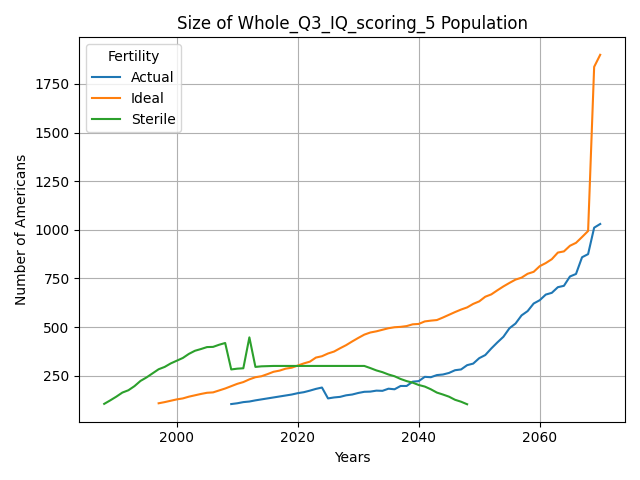 Size of Whole_Q3_IQ_scoring_5 Population
Fertility
Actual
Ideal
Sterile
Number of Americans
1750
1500
1250
1000
750
500
250
2000
2020
2040
2060
Years